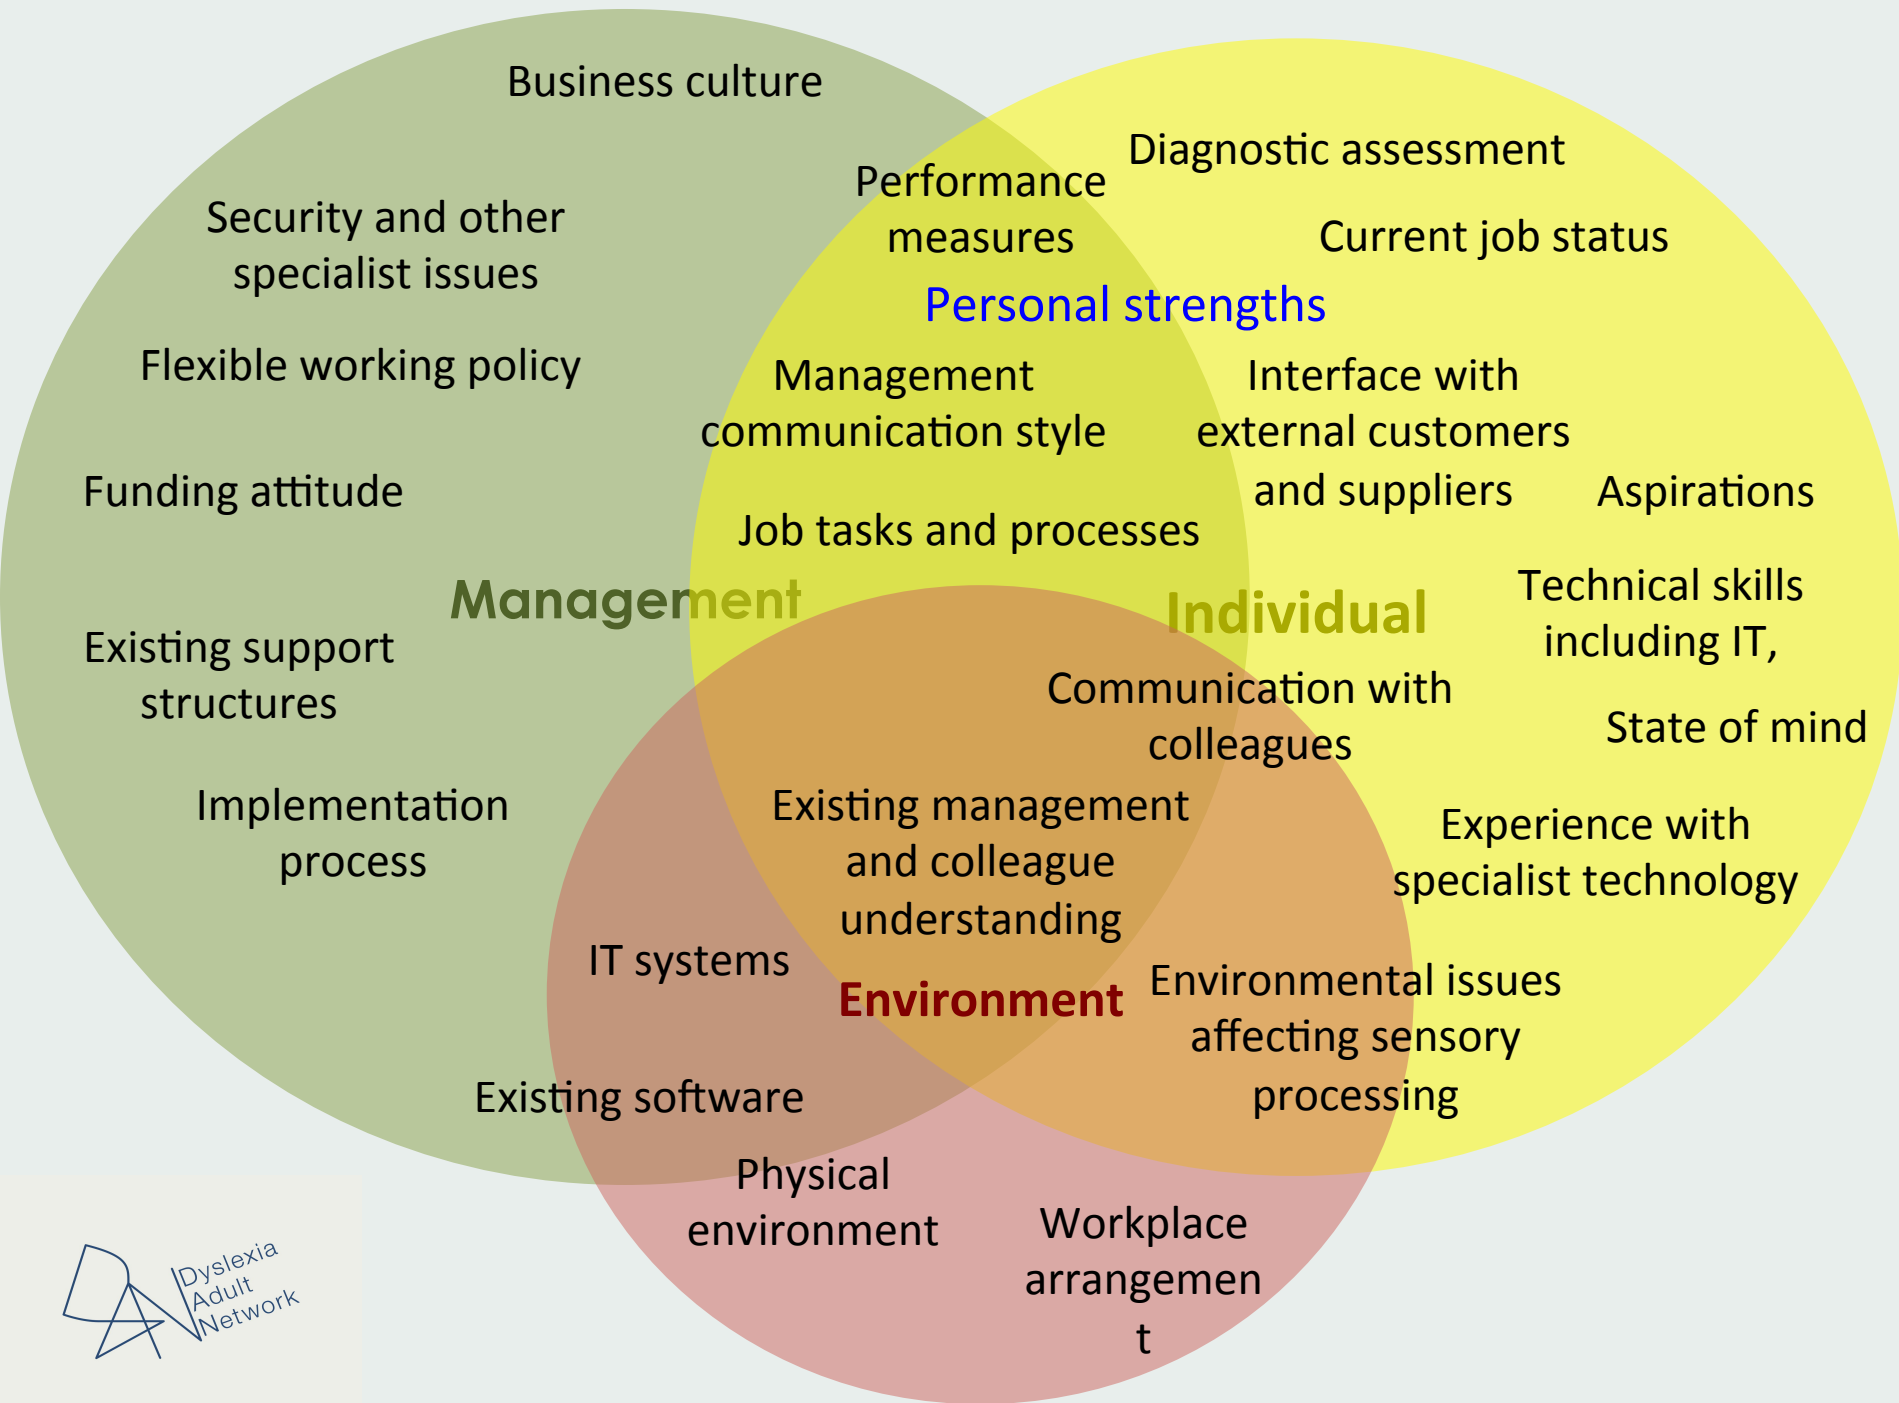 Business culture
Diagnostic assessment
Performance
measures
Security and other
specialist issues
Current job status
Personal strengths
Flexible working policy
Management
communication style
Interface with
external customers
and suppliers
Funding attitude
Aspirations
Job tasks and processes
Management
Individual
Technical skills
including IT,
Existing support
structures
Communication with
colleagues
State of mind
Implementation
process
Existing management
and colleague
understanding
Experience with
specialist technology
IT systems
Environment
Environmental issues
affecting sensory
processing
Existing software
Physical
environment
Workplace
arrangemen
t
Dyslexia
Adult
Network